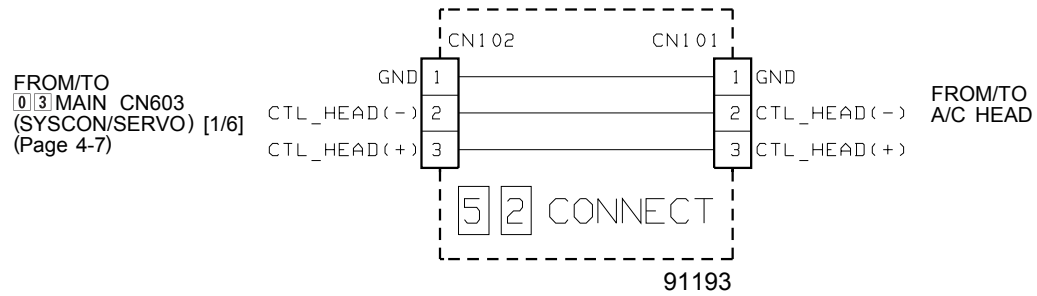 CN102 CN101
FROM/TO
03 MAIN CN603
(SYSCON/SERVO) [1/6]
(Page 4-7)
GND 1 1 GND
CTL_HEAD(-) 2 2 CTL_HEAD(-)
CTL_HEAD(+) 3 3 CTL_HEAD(+)
FROM/TO
A/C HEAD
52 CONNECT
91193